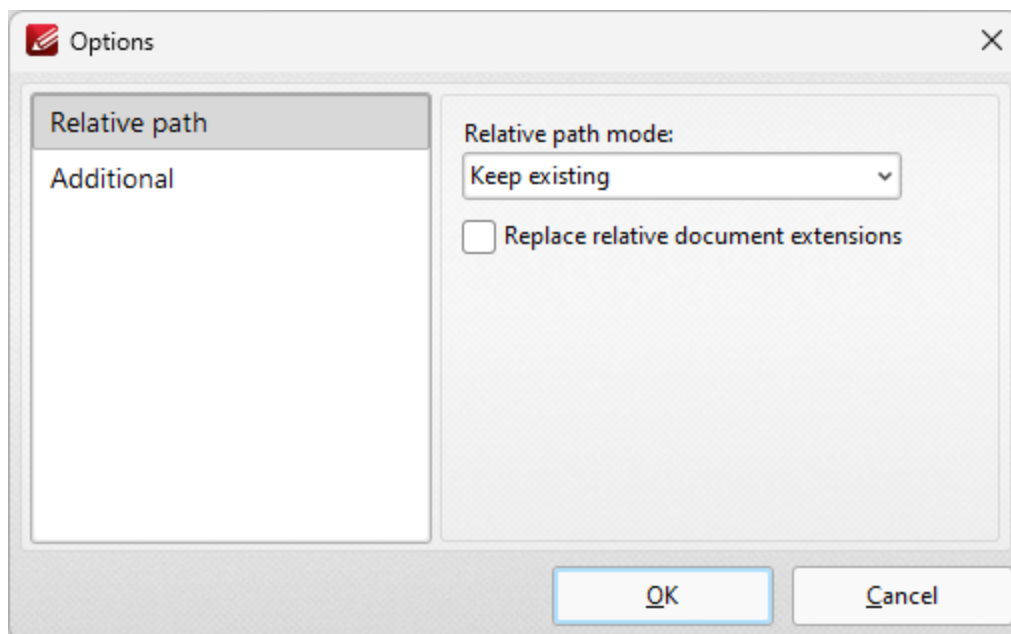 Options
Relative path
Additional
Relative path mode:
Keep existing
Replace relative document extensions
OK
Cancel